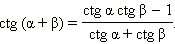 ctg (α + β) = (ctg α ctg β − 1) / (ctg α + ctg β).